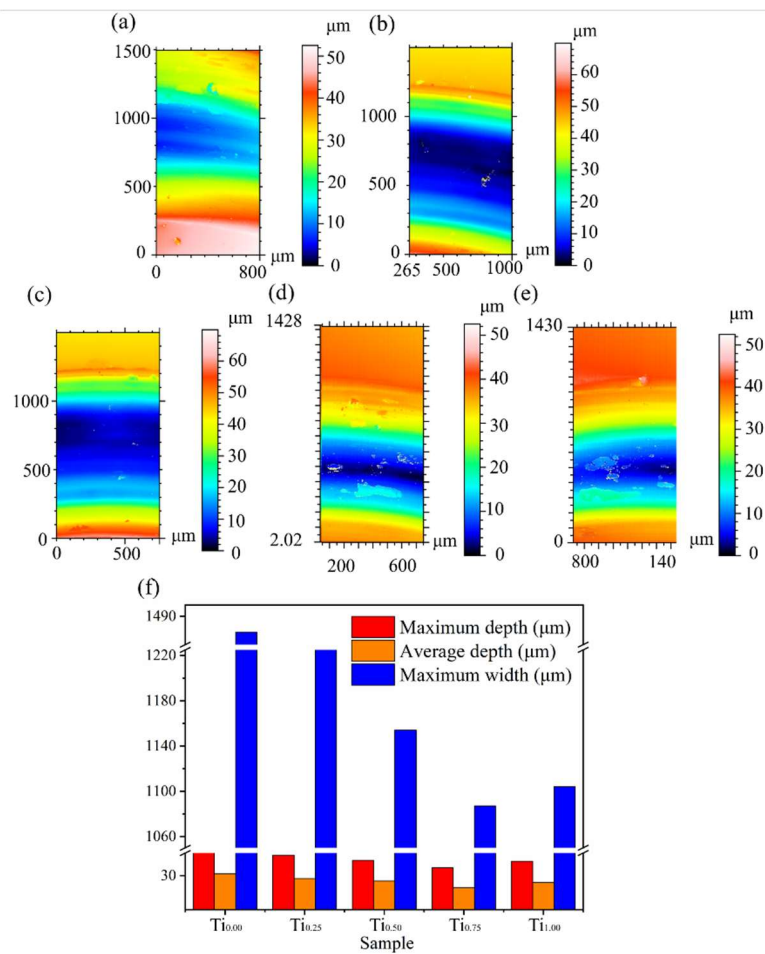 (a)
μm
1500
1000
500
0
0 800
μm
50
40
30
20
10
0
(b)
μm
1000
500
0
265 500 1000
μm
60
50
40
30
20
10
0
(c)
μm
1000
500
0
0 500
μm
60
50
40
30
20
10
0
(d)
μm
1428
2.02
200 600
μm
50
40
30
20
10
0
(e)
μm
1430
0
800 140
μm
50
40
30
20
10
0
(f)
1490
1220
1180
1140
1100
1060
30
Maximum depth (μm)
Average depth (μm)
Maximum width (μm)
Ti0.00 Ti0.25 Ti0.50 Ti0.75 Ti1.00
Sample